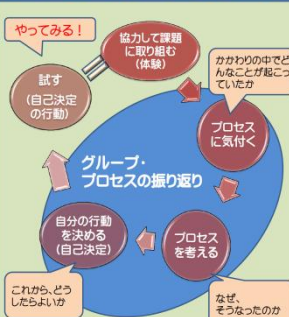 やってみる！
協力して課題
に取り組む
(体験)
かかわりの中でど
んなことが起こっ
ていたか
試す
(自己決定
の行動)
プロセス
に気付く
グループ・
プロセスの振り返り
自分の行動
を決める
(自己決定)
プロセス
を考える
これから、どう
したらよいか
なぜ、
そうなったのか